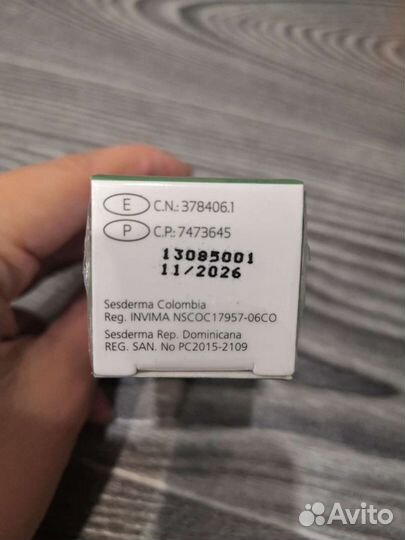 E C.N.: 378406.1
P C.P.: 7473645
13085001
11/2026
Sesderma Colombia
Reg. INVIMA NSCOC17957-06CO
Sesderma Rep. Dominicana
REG. SAN. No PC2015-2109
Avito